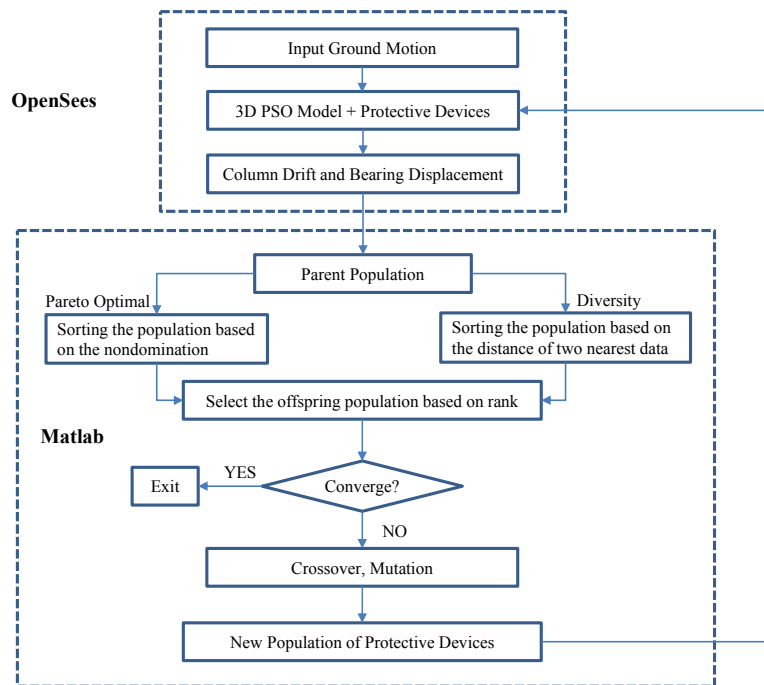 Input Ground Motion
OpenSees
3D PSO Model + Protective Devices
Column Drift and Bearing Displacement
Parent Population
Pareto Optimal
Diversity
Sorting the population based
on the nondomination
Sorting the population based on
the distance of two nearest data
Select the offspring population based on rank
Matlab
YES
Exit
Converge?
NO
Crossover, Mutation
New Population of Protective Devices